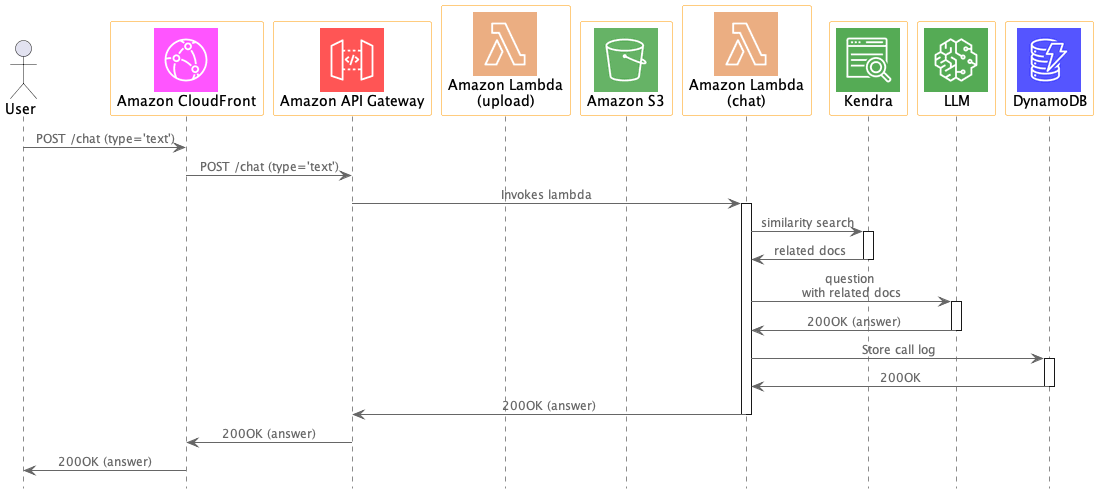 User
Amazon CloudFront
Amazon API Gateway
Amazon Lambda
(upload)
Amazon S3
Amazon Lambda
(chat)
Kendra
LLM
DynamoDB
POST /chat (type='text')
POST /chat (type='text')
Invokes lambda
similarity search
related docs
question
with related docs
200OK (answer)
Store call log
200OK
200OK (answer)
200OK (answer)
200OK (answer)